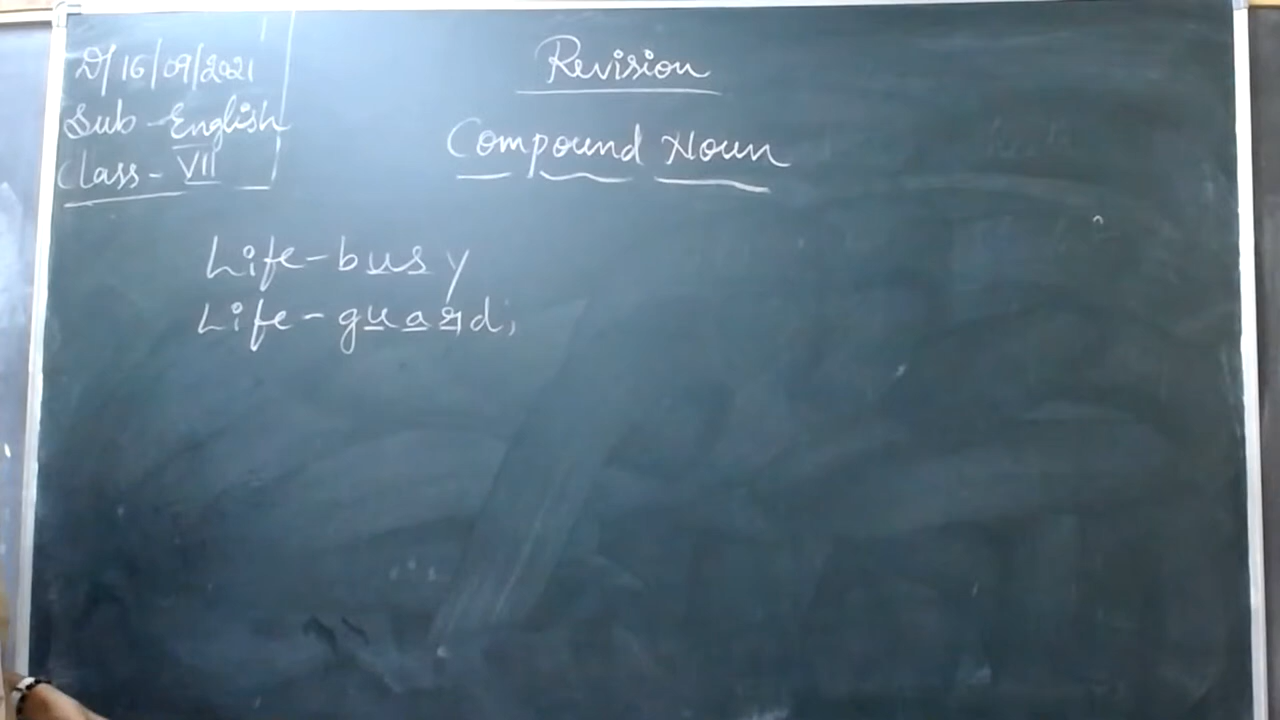 D/16/09/2021
Sub - English
Class - VII
Revision
Compound Noun
Life-busy
Life-guard,